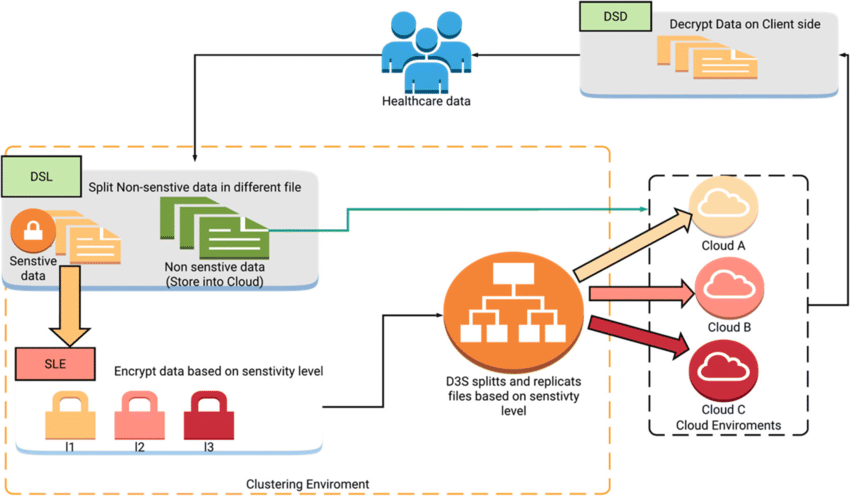 DSD
Decrypt Data on Client side
Healthcare data
DSL
Split Non-senstive data in different file
Senstive
data
Non senstive data
(Store into Cloud)
Cloud A
Cloud B
Cloud C
Cloud Enviroments
SLE
Encrypt data based on senstivity level
l1
l2
l3
D3S splitts and replicats
files based on senstivty
level
Clustering Enviroment